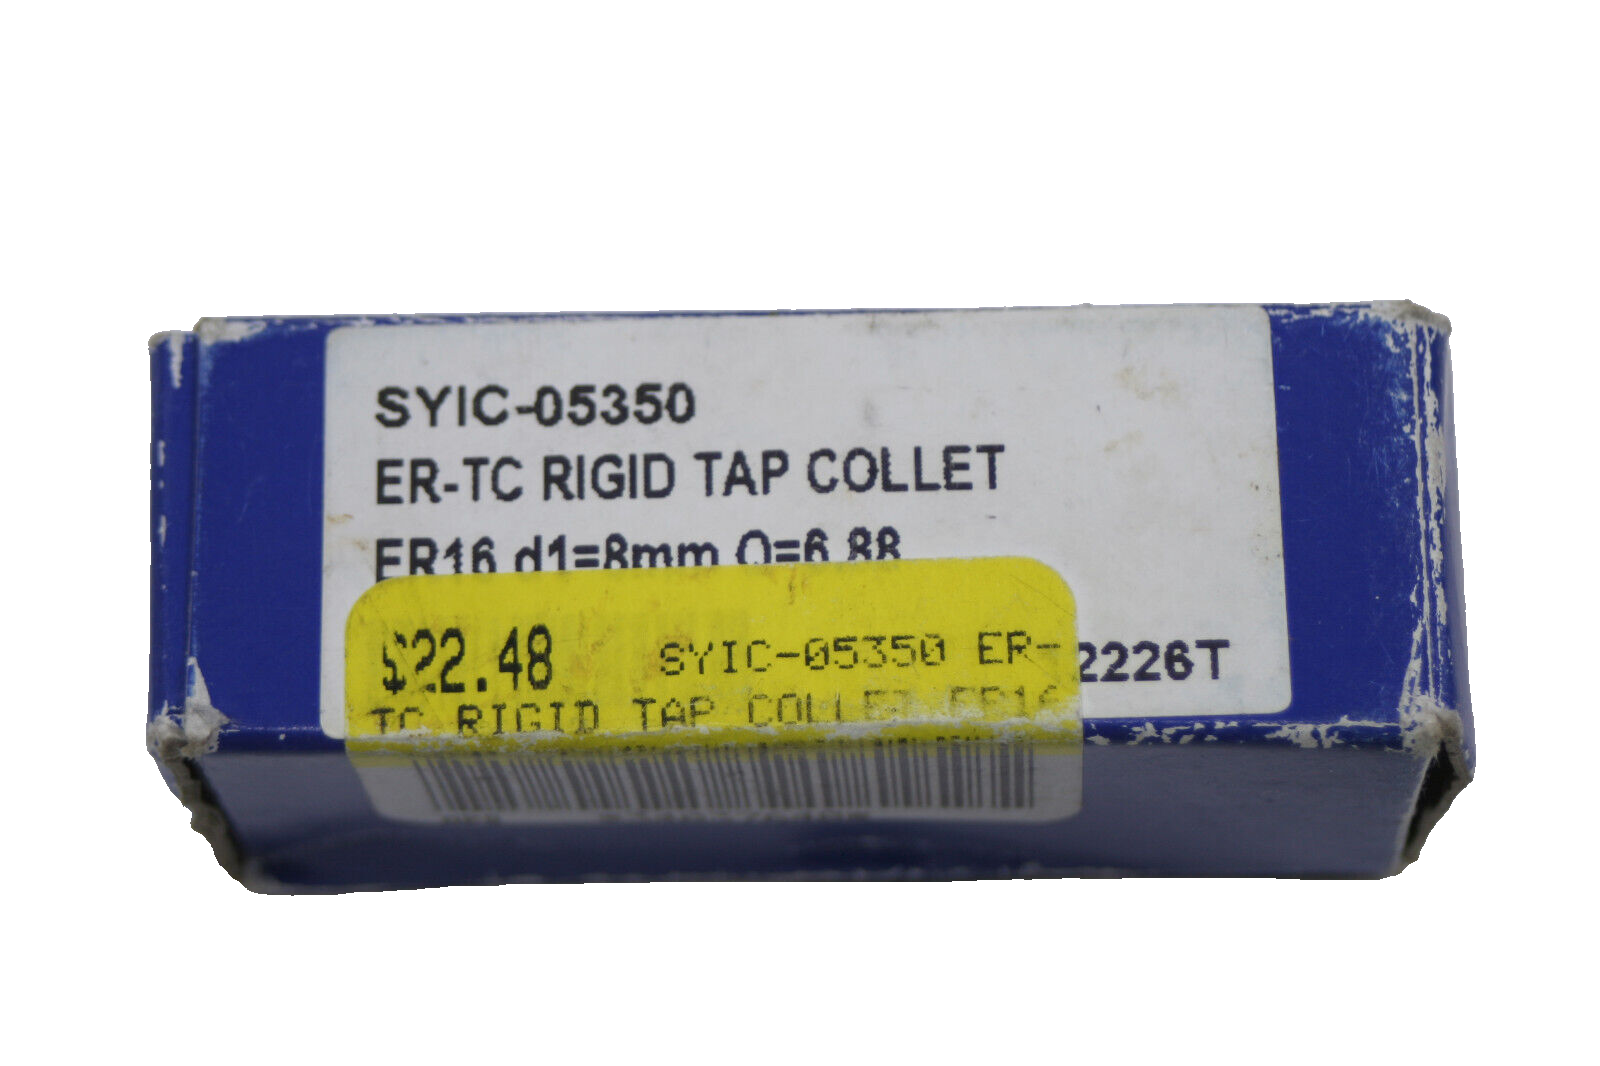 SYIC-05350
ER-TC RIGID TAP COLLET
ER16 d1=8mm Q=6.88
$22.48 SYIC-05350 ER-
2226T
TC RIGID TAP COLLET ER16